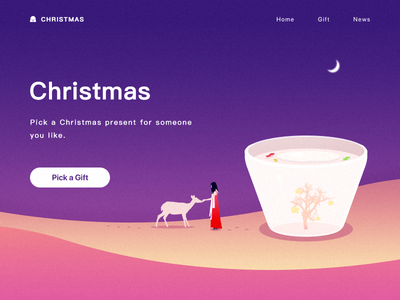 CHRISTMAS
Home
Gift
News
Christmas
Pick a Christmas present for someone
you like.
Pick a Gift